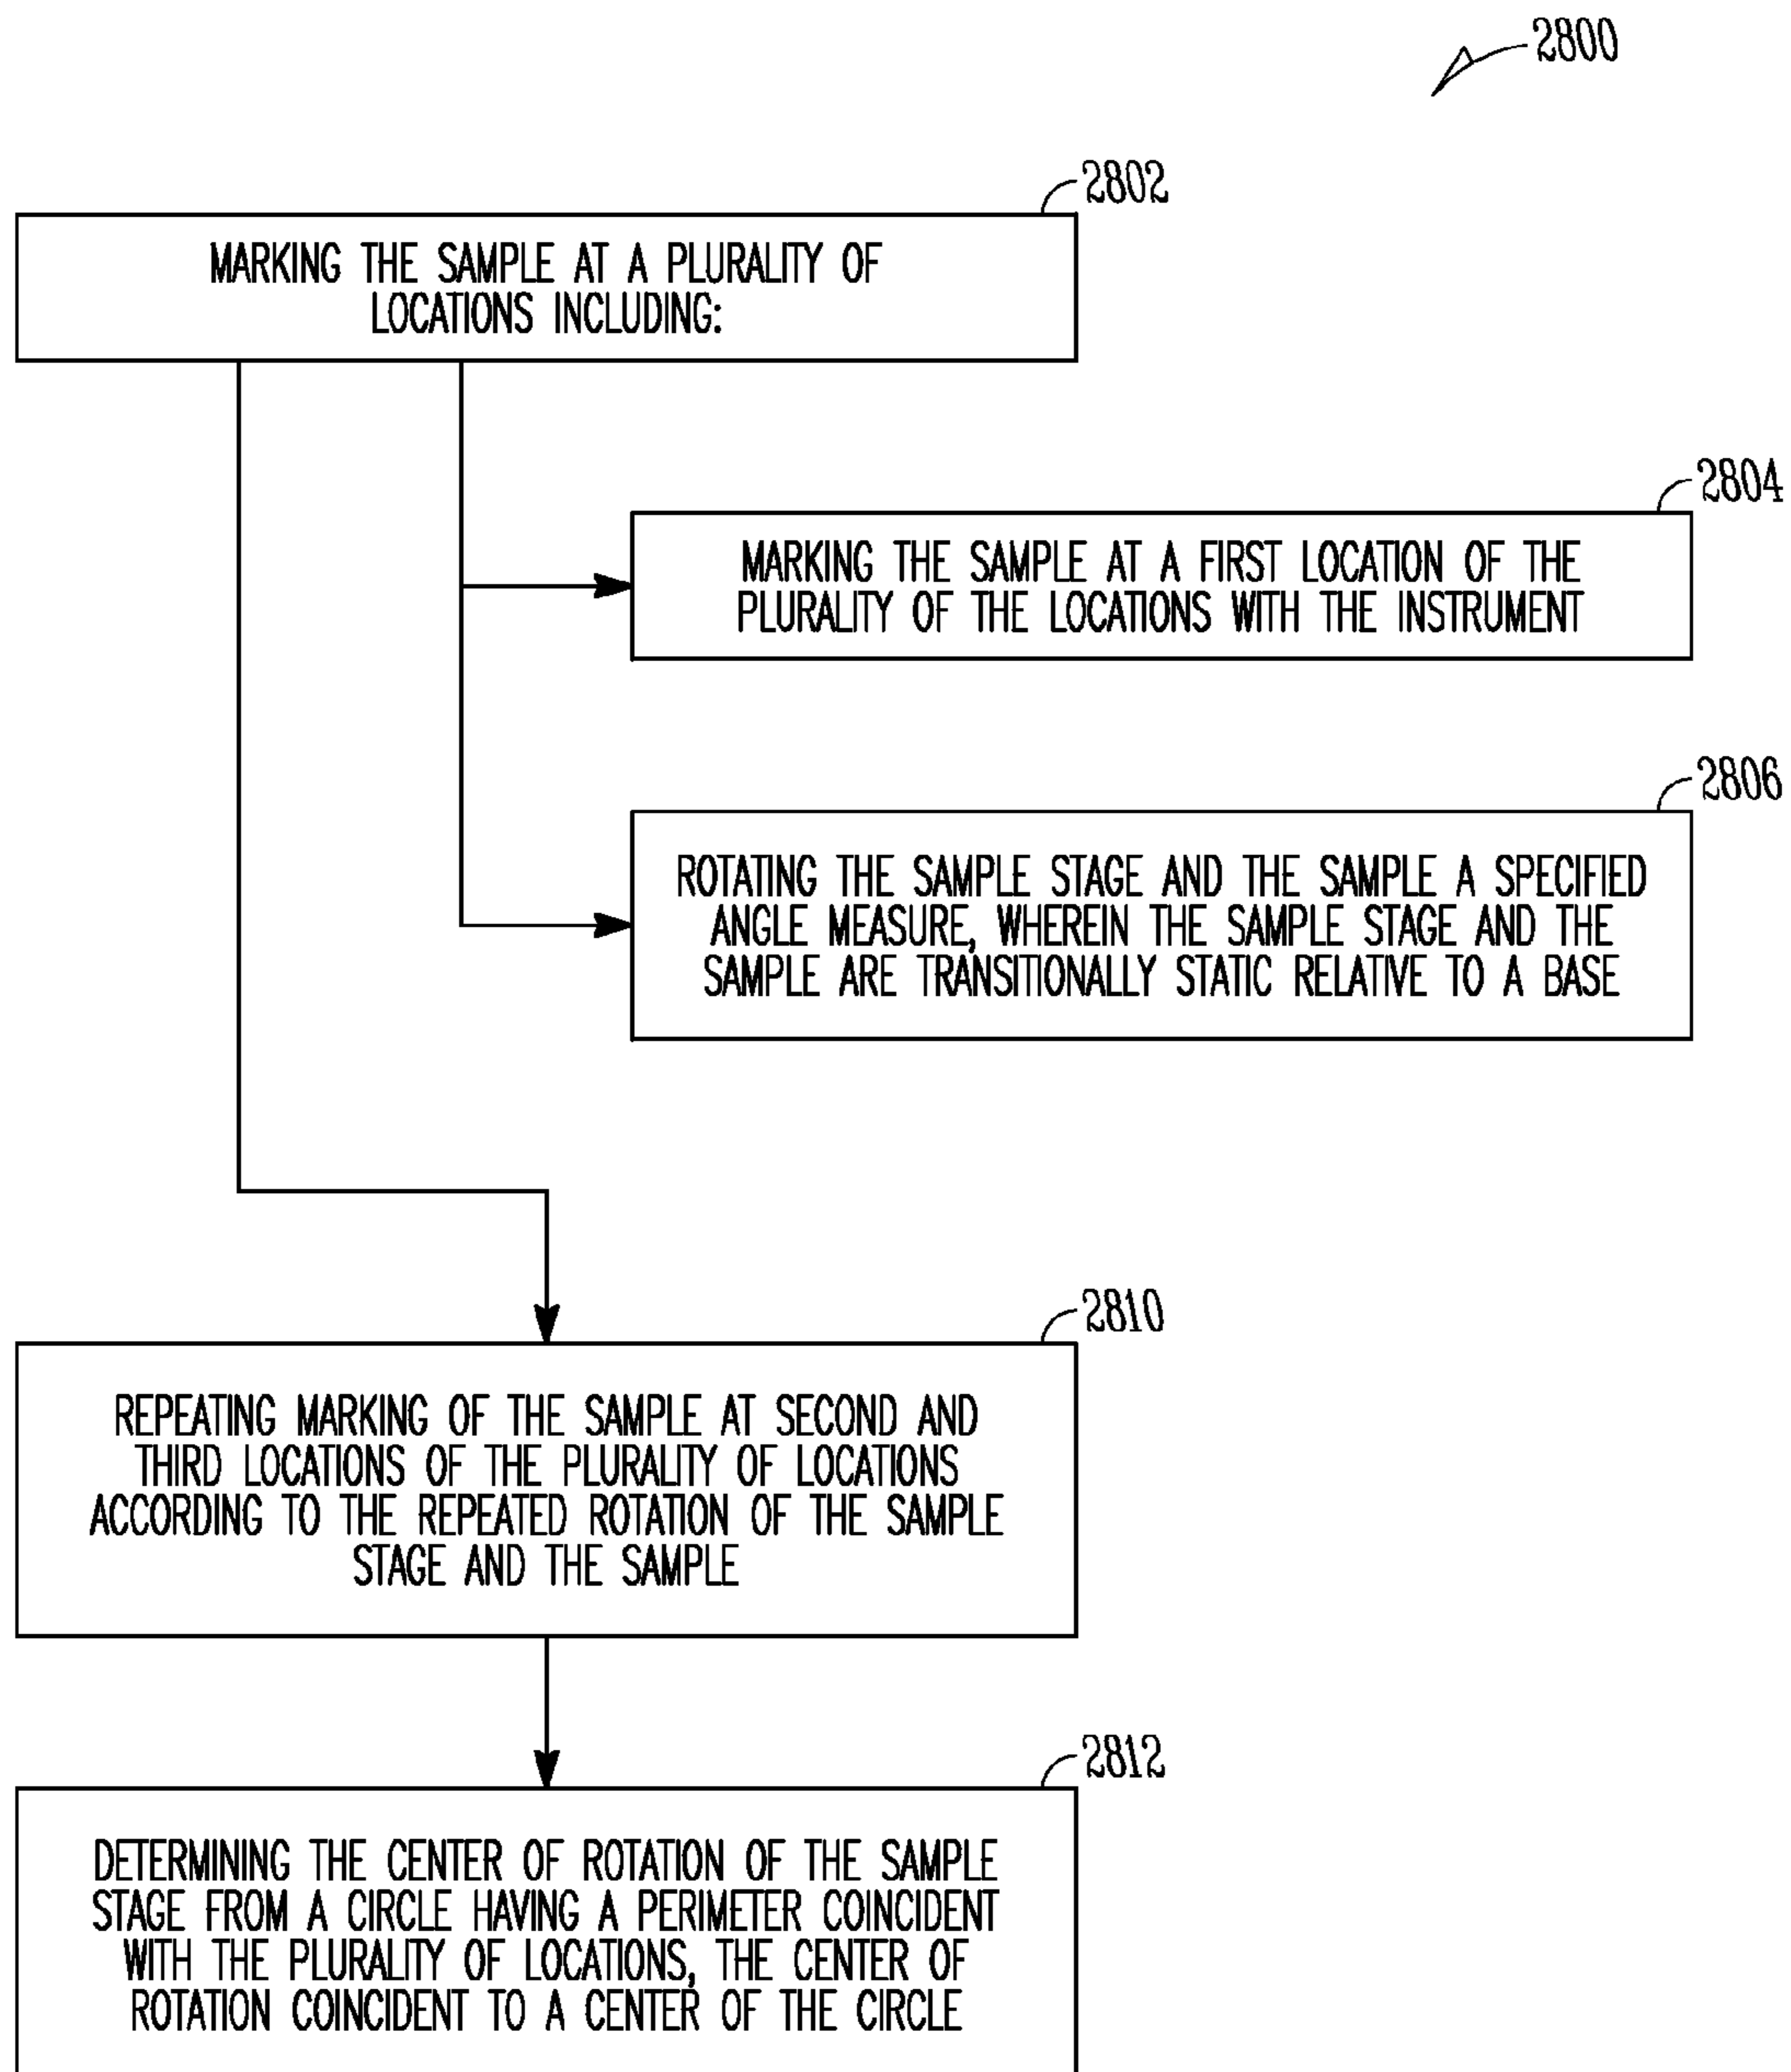 2800
2802
MARKING THE SAMPLE AT A PLURALITY OF
LOCATIONS INCLUDING:
2804
MARKING THE SAMPLE AT A FIRST LOCATION OF THE
PLURALITY OF THE LOCATIONS WITH THE INSTRUMENT
2806
ROTATING THE SAMPLE STAGE AND THE SAMPLE A SPECIFIED
ANGLE MEASURE, WHEREIN THE SAMPLE STAGE AND THE
SAMPLE ARE TRANSITIONALLY STATIC RELATIVE TO A BASE
2810
REPEATING MARKING OF THE SAMPLE AT SECOND AND
THIRD LOCATIONS OF THE PLURALITY OF LOCATIONS
ACCORDING TO THE REPEATED ROTATION OF THE SAMPLE
STAGE AND THE SAMPLE
2812
DETERMINING THE CENTER OF ROTATION OF THE SAMPLE
STAGE FROM A CIRCLE HAVING A PERIMETER COINCIDENT
WITH THE PLURALITY OF LOCATIONS, THE CENTER OF
ROTATION COINCIDENT TO A CENTER OF THE CIRCLE